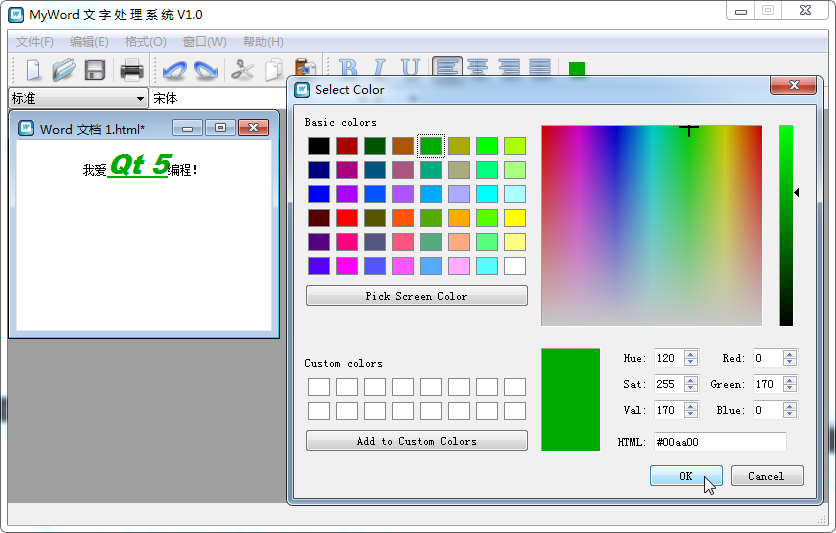 MyWord 文 字 处 理 系 统 V1.0
文件(F) 编辑(E) 格式(O) 窗口(W) 帮助(H)
B I U
标准 宋体
Word 文档 1.html*
我爱 Qt 5编程!
Select Color
Basic colors
Pick Screen Color
Custom colors
Add to Custom Colors
Hue: 120 Red: 0
Sat: 255 Green: 170
Val: 170 Blue: 0
HTML: #00aa00
OK Cancel